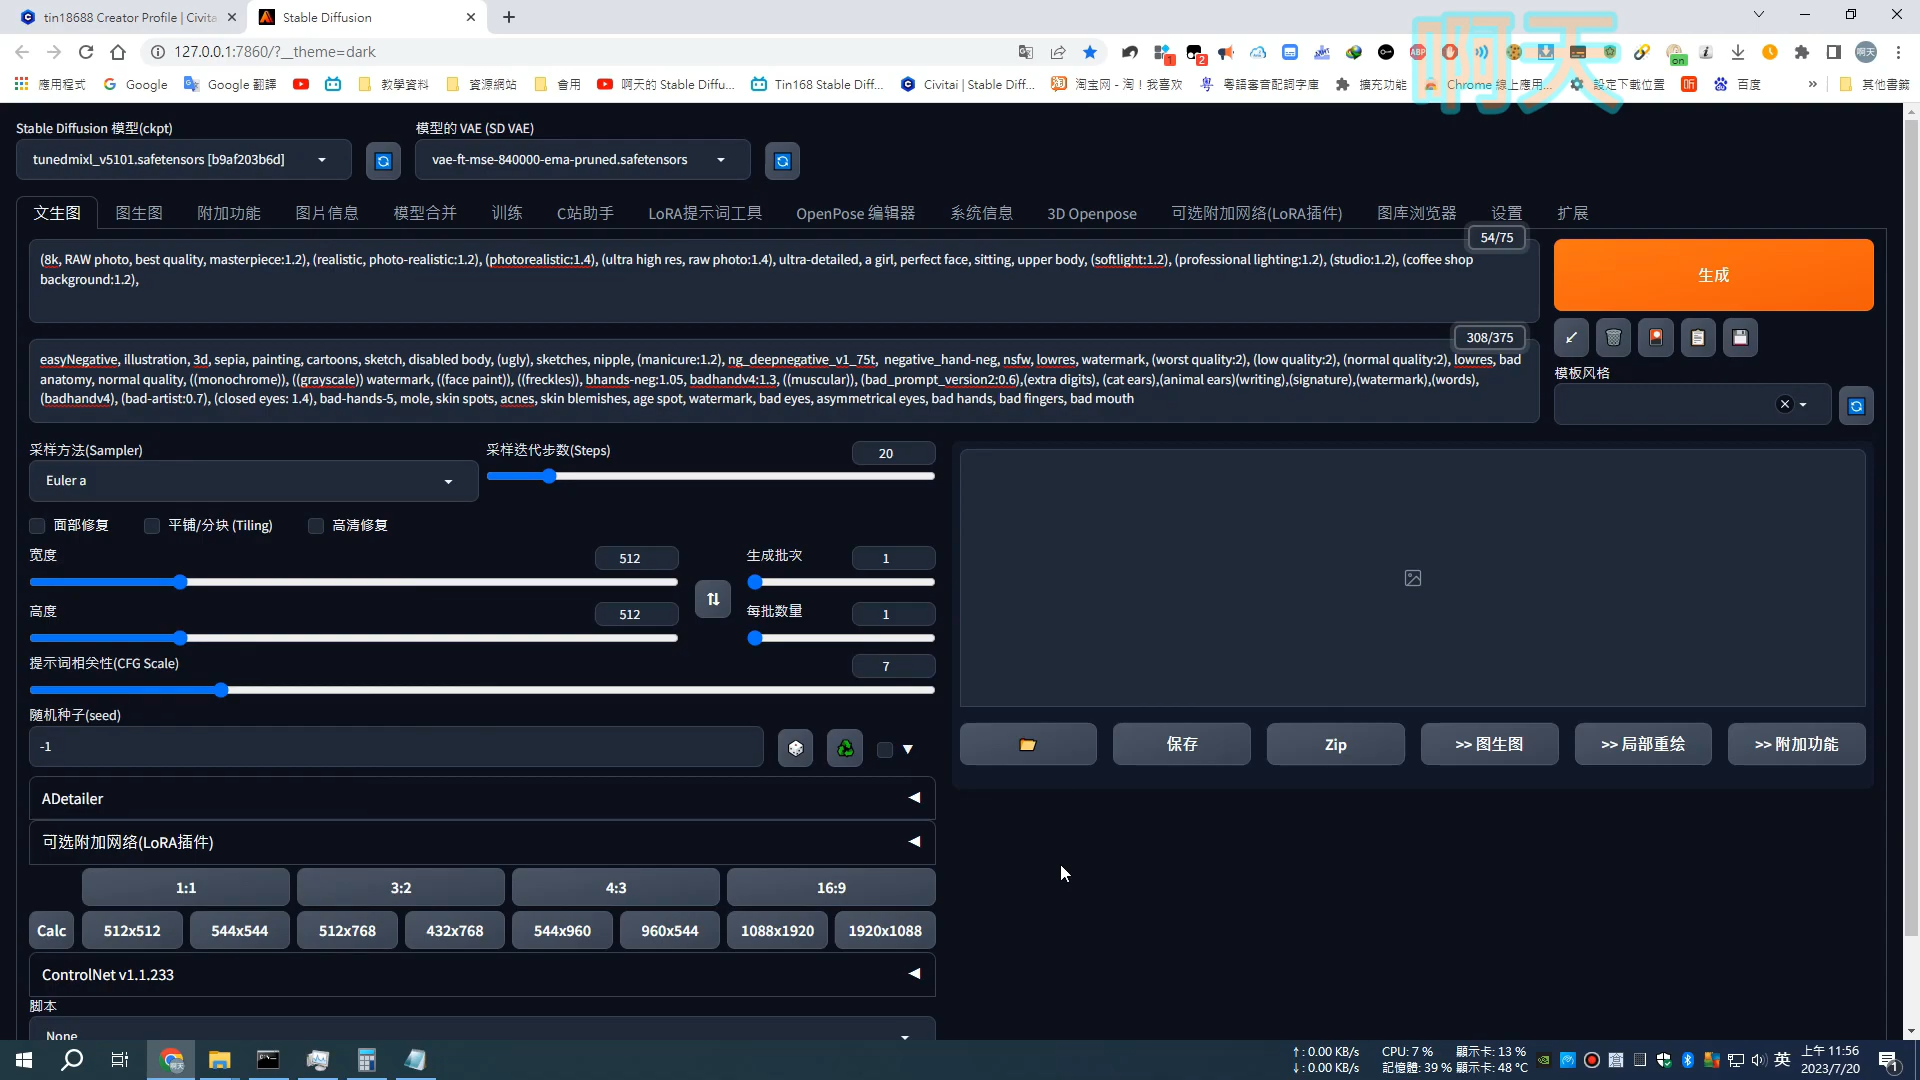 tin18688 Creator Profile | Civita
Stable Diffusion
127.0.0.1:7860/?__theme=dark
應用程式
Google
Google 翻譯
教學資料
資源網站
會用
啊天的 Stable Diffu...
Tin168 Stable Diff...
Civitai | Stable Diff...
淘宝网 - 淘！我喜欢
粵語審音配詞字庫
擴充功能
Chrome 線上應用...
設定下載位置
百度
»
其他書籤
啊天
Stable Diffusion 模型(ckpt)
模型的 VAE (SD VAE)
tunedmixl_v5101.safetensors [b9af203b6d]
vae-ft-mse-840000-ema-pruned.safetensors
文生图
图生图
附加功能
图片信息
模型合并
训练
C站助手
LoRA提示词工具
OpenPose 编辑器
系统信息
3D Openpose
可选附加网络(LoRA插件)
图库浏览器
设置
扩展
54/75
(8k, RAW photo, best quality, masterpiece:1.2), (realistic, photo-realistic:1.2), (photorealistic:1.4), (ultra high res, raw photo:1.4), ultra-detailed, a girl, perfect face, sitting, upper body, (softlight:1.2), (professional lighting:1.2), (studio:1.2), (coffee shop
background:1.2),
生成
308/375
easyNegative, illustration, 3d, sepia, painting, cartoons, sketch, disabled body, (ugly), sketches, nipple, (manicure:1.2), ng_deepnegative_v1_75t, negative_hand-neg, nsfw, lowres, watermark, (worst quality:2), (low quality:2), (normal quality:2), lowres, bad
anatomy, normal quality, ((monochrome)), ((grayscale)) watermark, ((face paint)), ((freckles)), bhands-neg:1.05, badhandv4:1.3, ((muscular)), (bad_prompt_version2:0.6),(extra digits), (cat ears),(animal ears)(writing),(signature),(watermark),(words),
(badhandv4), (bad-artist:0.7), (closed eyes: 1.4), bad-hands-5, mole, skin spots, acnes, skin blemishes, age spot, watermark, bad eyes, asymmetrical eyes, bad hands, bad fingers, bad mouth
模板风格
采样方法(Sampler)
采样迭代步数(Steps)
20
Euler a
面部修复
平铺/分块 (Tiling)
高清修复
宽度
512
生成批次
1
高度
512
每批数量
1
提示词相关性(CFG Scale)
7
随机种子(seed)
-1
保存
Zip
>> 图生图
>> 局部重绘
>> 附加功能
ADetailer
可选附加网络(LoRA插件)
1:1
3:2
4:3
16:9
Calc
512x512
544x544
512x768
432x768
544x960
960x544
1088x1920
1920x1088
ControlNet v1.1.233
脚本
None
↑: 0.00 KB/s
↓: 0.00 KB/s
CPU: 7 %
顯示卡: 13 %
記憶體: 39 %
顯示卡: 48 °C
英
上午 11:56
2023/7/20
1